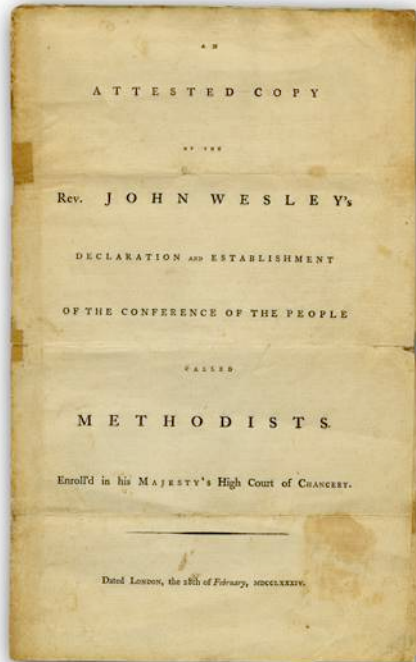 AN
ATTESTED COPY
OF THE
Rev. JOHN WESLEY's
DECLARATION AND ESTABLISHMENT
OF THE CONFERENCE OF THE PEOPLE
CALLED
METHODISTS.
Enroll'd in his MAJESTY's High Court of CHANCERY.
Dated LONDON, the 28th of February, MDCCLXXXIV.